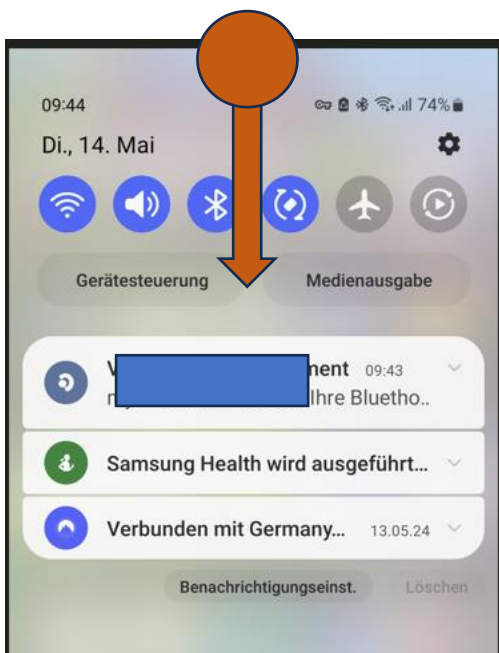 09:44 74%
Di., 14. Mai
Gerätesteuerung Medienausgabe
09:43
Ihre Bluetho..
Samsung Health wird ausgeführt...
Verbunden mit Germany... 13.05.24
Benachrichtigungseinst. Löschen